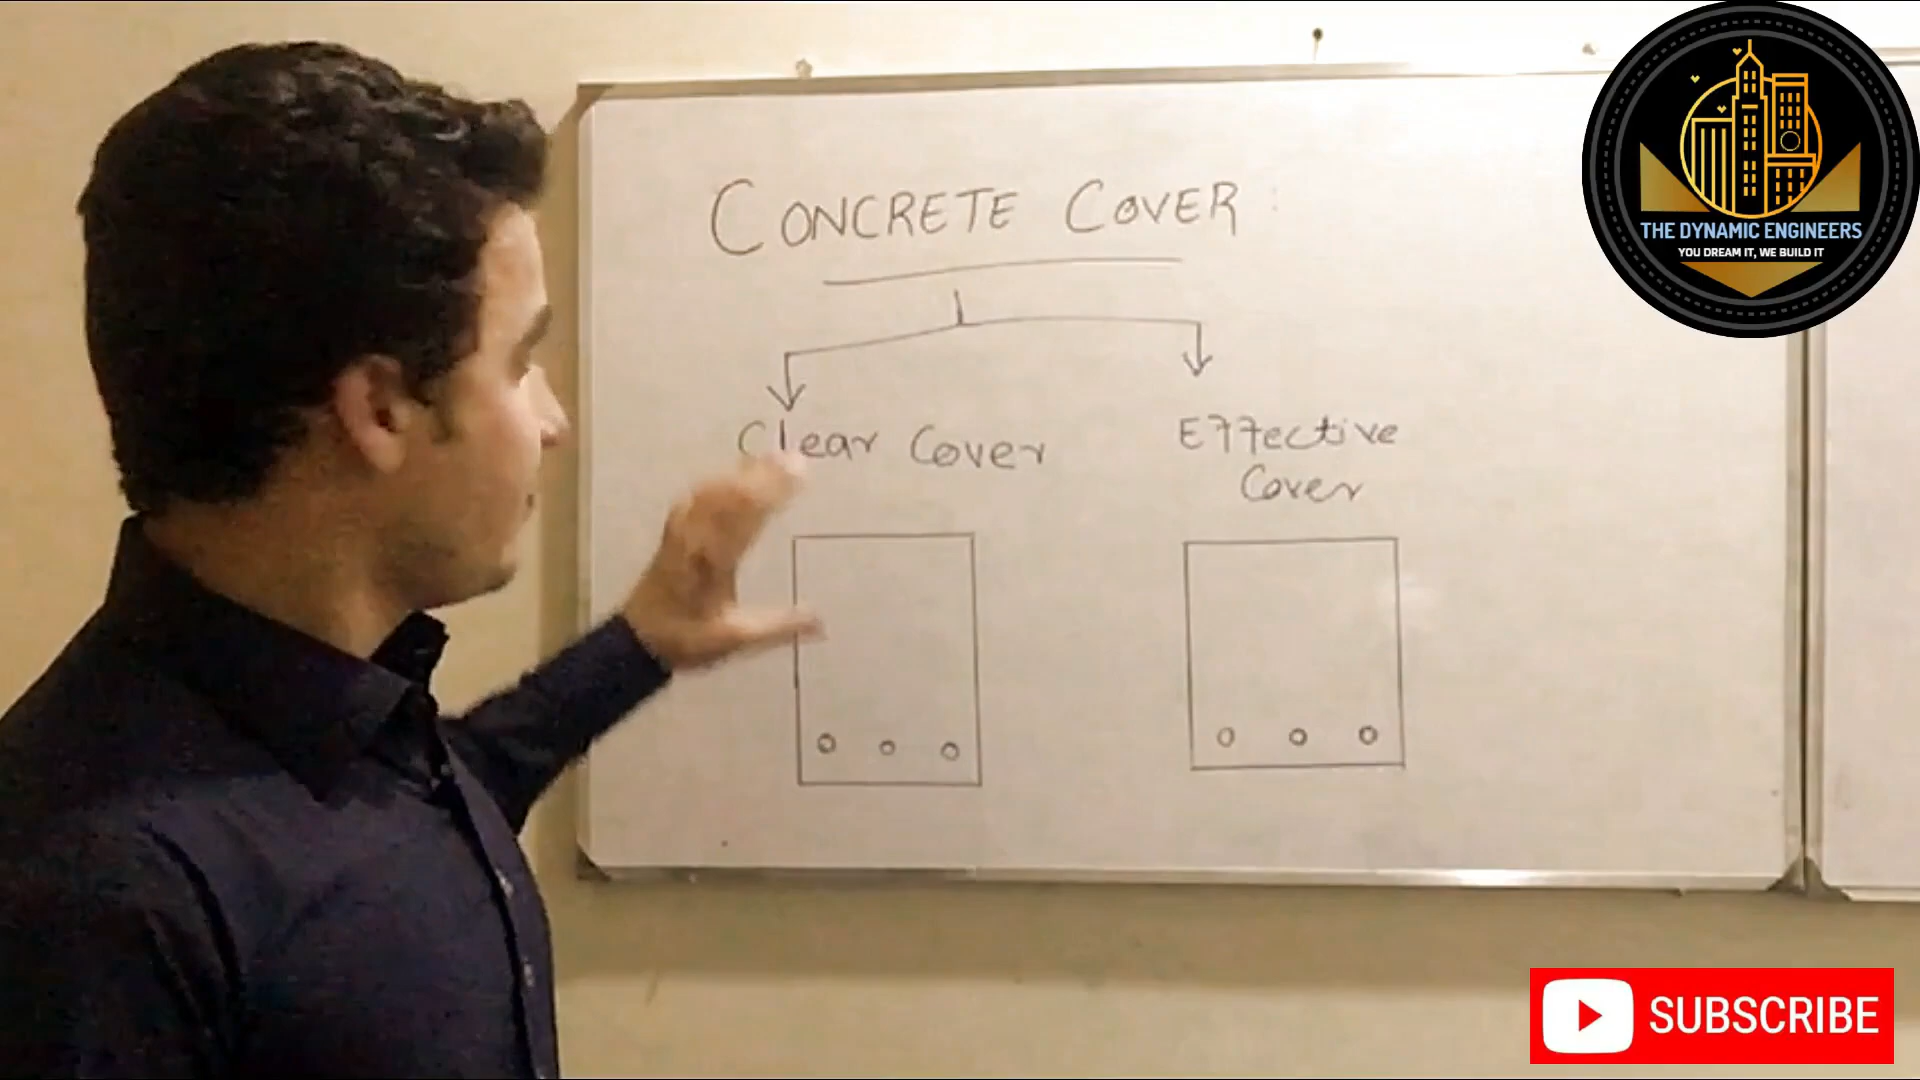 CONCRETE COVER :
Clear Cover
Effective
Cover
THE DYNAMIC ENGINEERS
YOU DREAM IT, WE BUILD IT
SUBSCRIBE